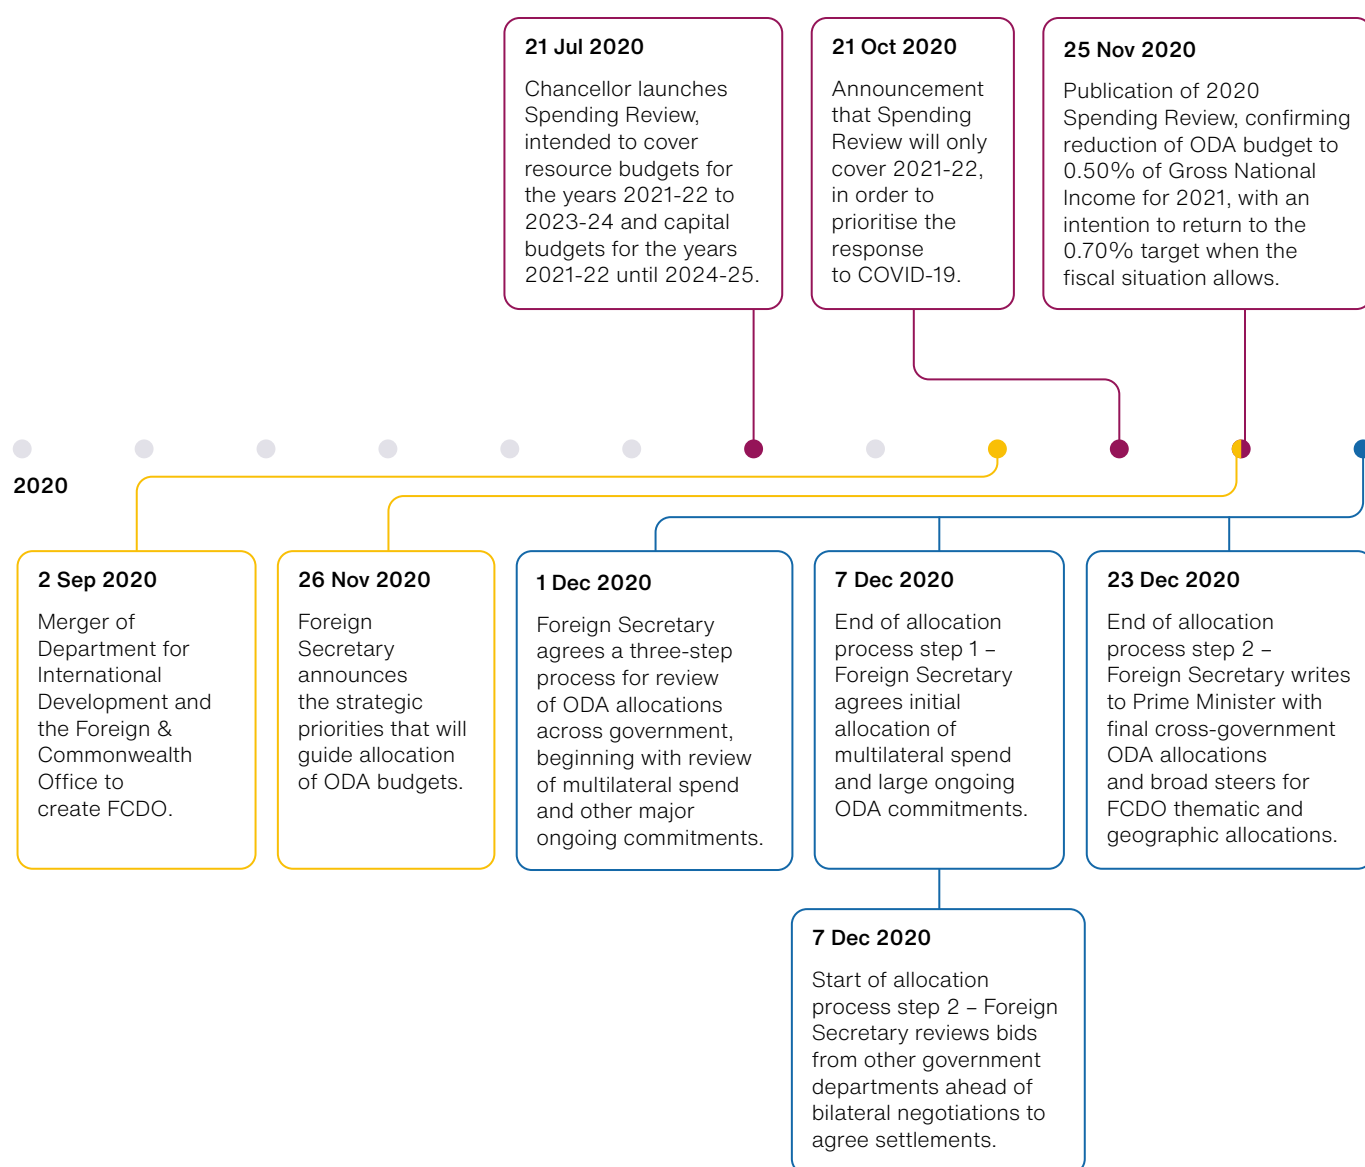 21 Jul 2020
Chancellor launches
Spending Review,
intended to cover
resource budgets for
the years 2021-22 to
2023-24 and capital
budgets for the years
2021-22 until 2024-25.
21 Oct 2020
Announcement
that Spending
Review will only
cover 2021-22,
in order to
prioritise the
response
to COVID-19.
25 Nov 2020
Publication of 2020
Spending Review, confirming
reduction of ODA budget to
0.50% of Gross National
Income for 2021, with an
intention to return to the
0.70% target when the
fiscal situation allows.
2020
2 Sep 2020
Merger of
Department for
International
Development and
the Foreign &
Commonwealth
Office to
create FCDO.
26 Nov 2020
Foreign
Secretary
announces
the strategic
priorities that will
guide allocation
of ODA budgets.
1 Dec 2020
Foreign Secretary
agrees a three-step
process for review
of ODA allocations
across government,
beginning with review
of multilateral spend
and other major
ongoing commitments.
7 Dec 2020
End of allocation
process step 1 –
Foreign Secretary
agrees initial
allocation of
multilateral spend
and large ongoing
ODA commitments.
23 Dec 2020
End of allocation
process step 2 –
Foreign Secretary writes
to Prime Minister with
final cross-government
ODA allocations
and broad steers for
FCDO thematic and
geographic allocations.
7 Dec 2020
Start of allocation
process step 2 – Foreign
Secretary reviews bids
from other government
departments ahead of
bilateral negotiations to
agree settlements.